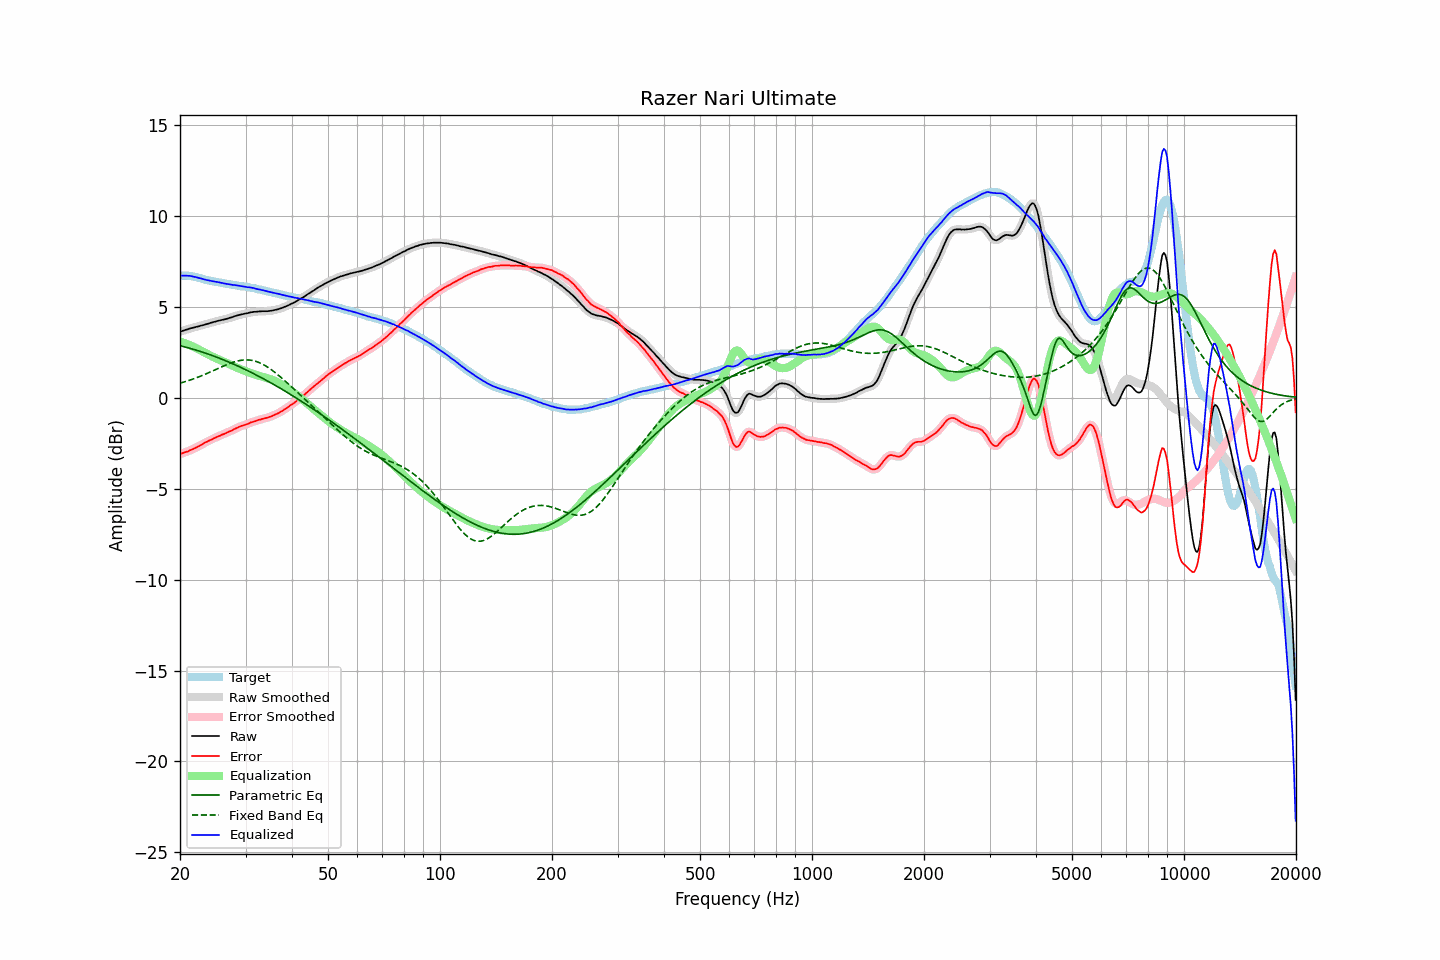 Razer Nari Ultimate
15
10
5
0
−5
−10
−15
−20
−25
Amplitude (dBr)
Target
Raw Smoothed
Error Smoothed
Raw
Error
Equalization
Parametric Eq
Fixed Band Eq
Equalized
20 50 100 200 500 1000 2000 5000 10000 20000
Frequency (Hz)